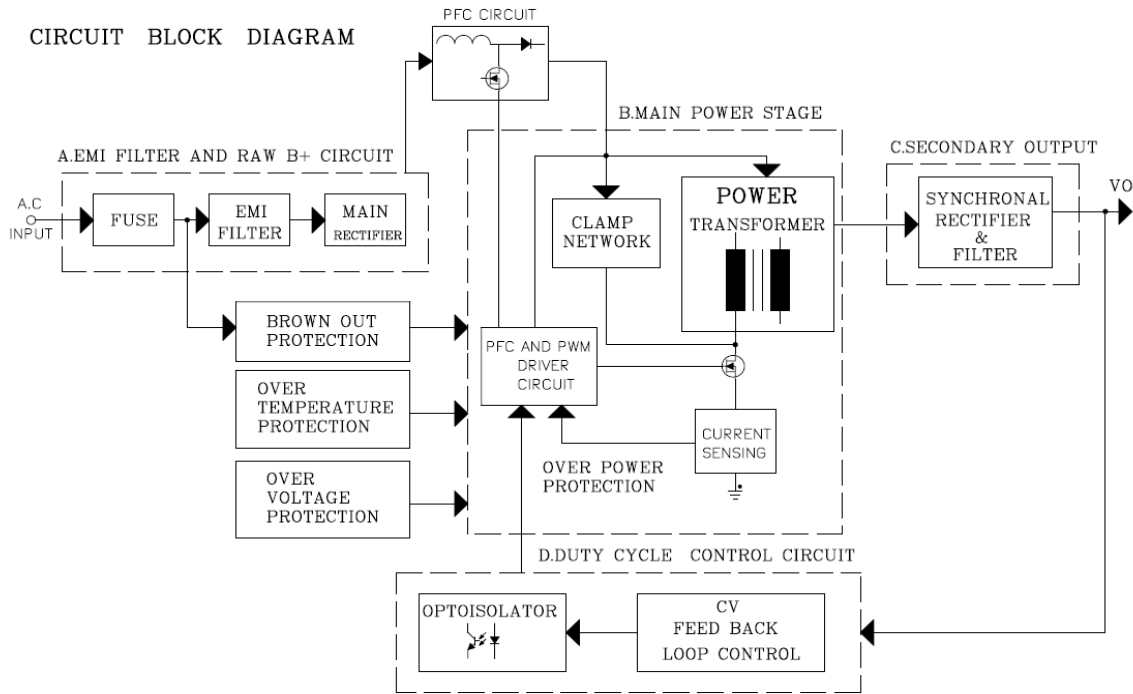 PFC CIRCUIT
CIRCUIT BLOCK DIAGRAM
B.MAIN POWER STAGE
A.EMI FILTER AND RAW B+ CIRCUIT
C.SECONDARY OUTPUT
A.C
INPUT
FUSE
EMI
FILTER
MAIN
RECTIFIER
CLAMP
NETWORK
POWER
TRANSFORMER
SYNCHRONAL
RECTIFIER
&
FILTER
VO
BROWN OUT
PROTECTION
PFC AND PWM
DRIVER
CIRCUIT
OVER
TEMPERATURE
PROTECTION
CURRENT
SENSING
OVER POWER
PROTECTION
OVER
VOLTAGE
PROTECTION
D.DUTY CYCLE CONTROL CIRCUIT
OPTOISOLATOR
CV
FEED BACK
LOOP CONTROL